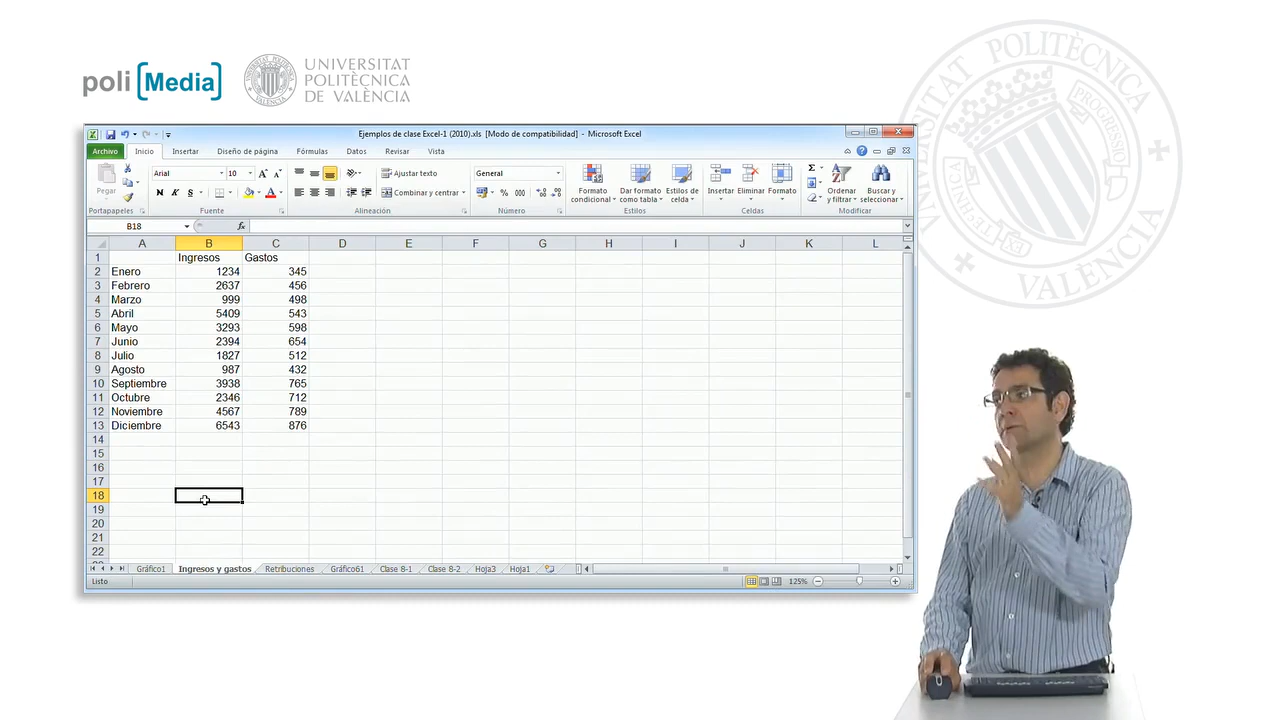 poli [Media]
UNIVERSITAT
POLITÈCNICA
DE VALÈNCIA
UNIVERSITAT POLITÈCNICA DE VALÈNCIA
PROGRESIO
Ejemplos de clase Excel-1 (2010).xls [Modo de compatibilidad] - Microsoft Excel
Archivo Inicio Insertar Diseño de página Fórmulas Datos Revisar Vista
Pegar
Arial 10
N K S
Ajustar texto
Combinar y centrar
General
% 000
Formato condicional
Dar formato como tabla
Estilos de celda
Insertar Eliminar Formato
Ordenar y filtrar
Buscar y seleccionar
Portapapeles Fuente Alineación Número Estilos Celdas Modificar
B18 fx
A B C D E F G H I J K L
1 Ingresos Gastos
2 Enero 1234 345
3 Febrero 2637 456
4 Marzo 999 498
5 Abril 5409 543
6 Mayo 3293 598
7 Junio 2394 654
8 Julio 1827 512
9 Agosto 987 432
10 Septiembre 3938 765
11 Octubre 2346 712
12 Noviembre 4567 789
13 Diciembre 6543 876
14
15
16
17
18
19
20
21
22
Gráfico1 Ingresos y gastos Retribuciones Gráfico61 Clase 8-1 Clase 8-2 Hoja3 Hoja1
Listo 125%